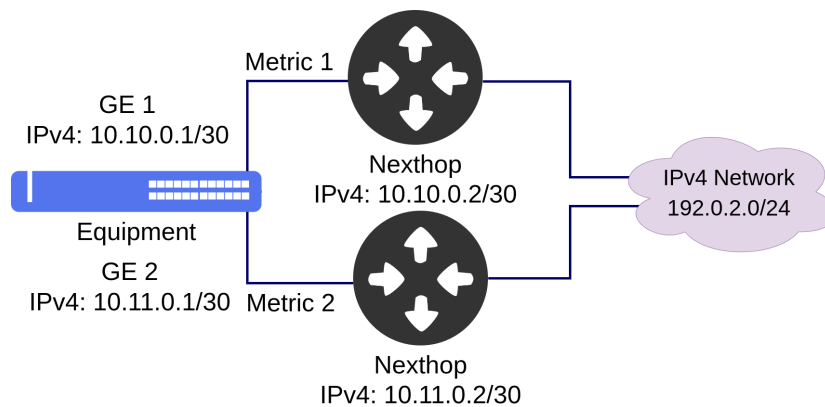 Metric 1
GE 1
IPv4: 10.10.0.1/30
Nexthop
IPv4: 10.10.0.2/30
IPv4 Network
192.0.2.0/24
Equipment
GE 2
IPv4: 10.11.0.1/30
Metric 2
Nexthop
IPv4: 10.11.0.2/30